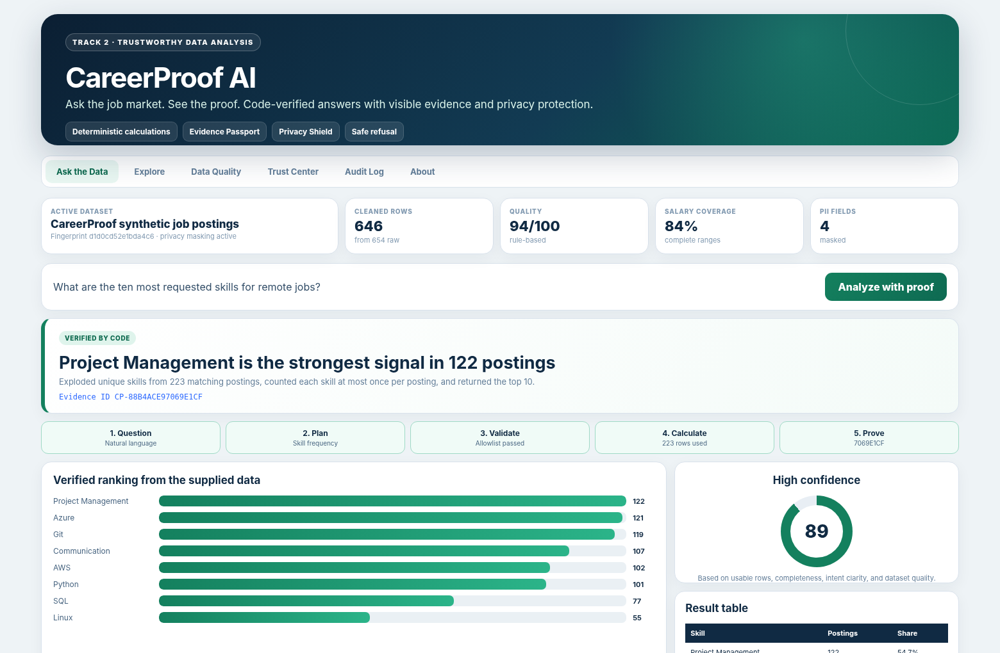 TRACK 2 · TRUSTWORTHY DATA ANALYSIS
CareerProof AI
Ask the job market. See the proof. Code-verified answers with visible evidence and privacy protection.
Deterministic calculations
Evidence Passport
Privacy Shield
Safe refusal
Ask the Data
Explore
Data Quality
Trust Center
Audit Log
About
ACTIVE DATASET
CareerProof synthetic job postings
Fingerprint d1d0cd52e1bda4c6 · privacy masking active
CLEANED ROWS
646
from 654 raw
QUALITY
94/100
rule-based
SALARY COVERAGE
84%
complete ranges
PII FIELDS
4
masked
What are the ten most requested skills for remote jobs?
Analyze with proof
VERIFIED BY CODE
Project Management is the strongest signal in 122 postings
Exploded unique skills from 223 matching postings, counted each skill at most once per posting, and returned the top 10.
Evidence ID CP-88B4ACE97069E1CF
1. Question
Natural language
2. Plan
Skill frequency
3. Validate
Allowlist passed
4. Calculate
223 rows used
5. Prove
7069E1CF
Verified ranking from the supplied data
Project Management 122
Azure 121
Git 119
Communication 107
AWS 102
Python 101
SQL 77
Linux 55
High confidence
89
Based on usable rows, completeness, intent clarity, and dataset quality.
Result table
Skill Postings Share
Project Management 122 54.7%